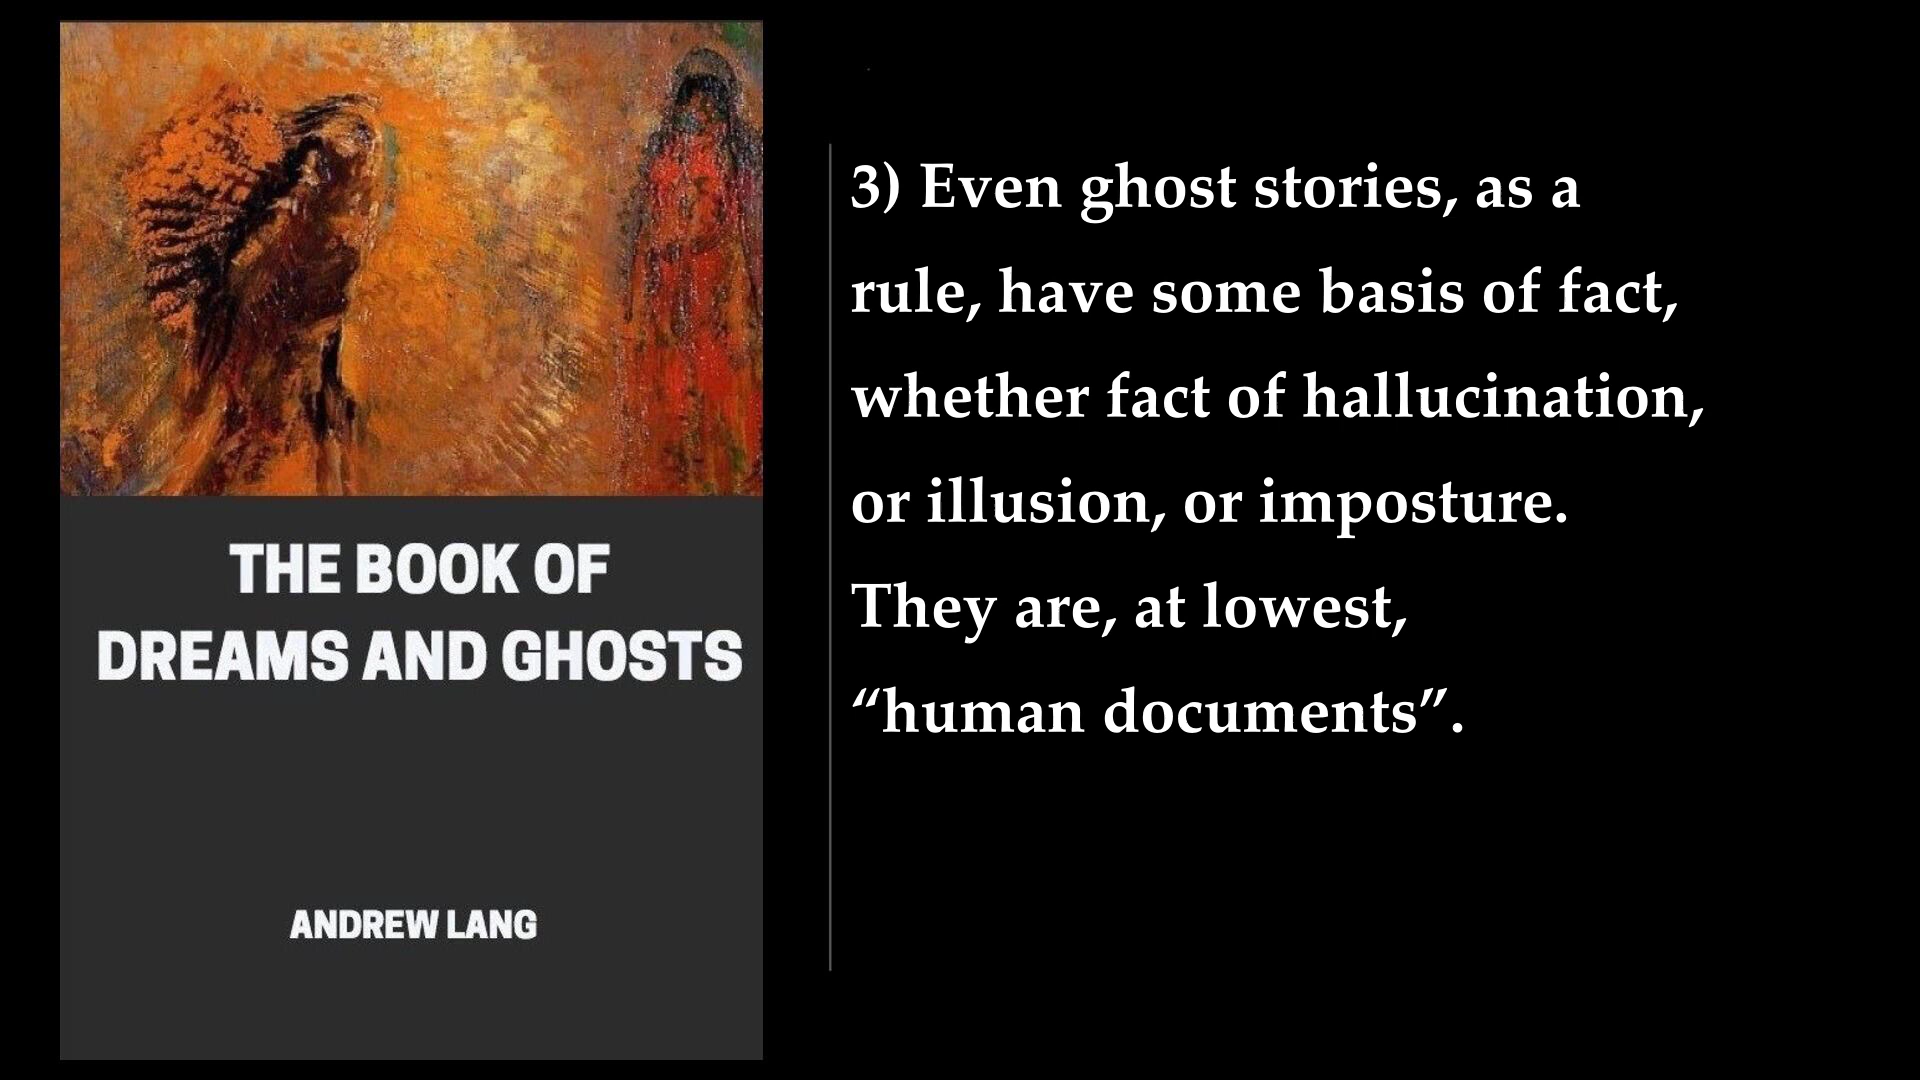 THE BOOK OF
DREAMS AND GHOSTS
ANDREW LANG
3) Even ghost stories, as a
rule, have some basis of fact,
whether fact of hallucination,
or illusion, or imposture.
They are, at lowest,
“human documents”.